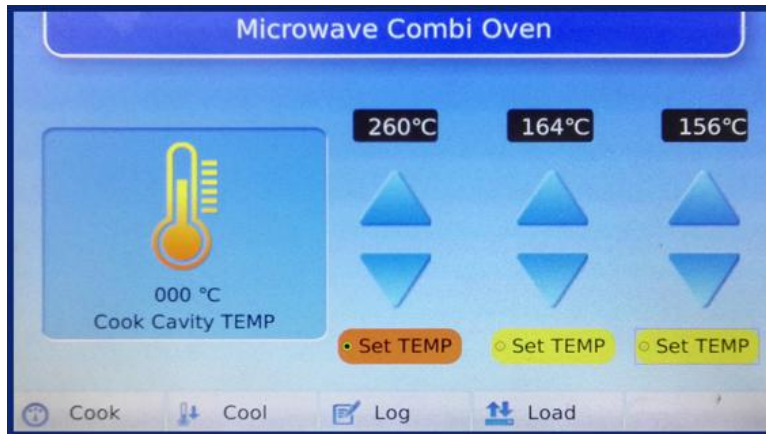 Microwave Combi Oven
260°C 164°C 156°C
000 °C
Cook Cavity TEMP
Set TEMP Set TEMP Set TEMP
Cook Cool Log Load